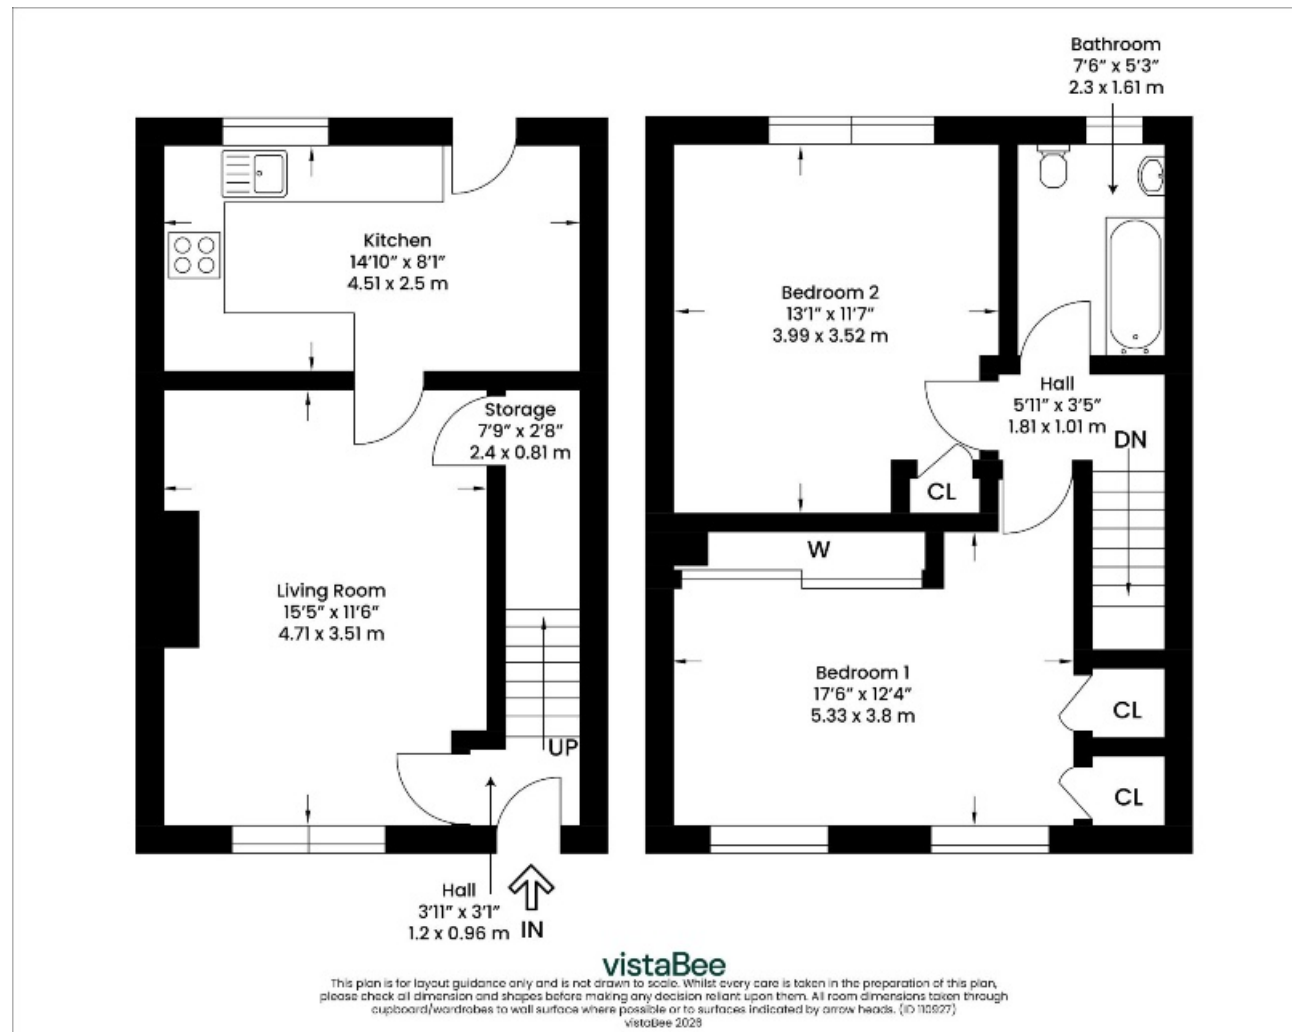 Bathroom
7'6” x 5'3”
2.3 x 1.61 m
Kitchen
14'10” x 8'1”
4.51 x 2.5 m
Bedroom 2
13'1” x 11'7”
3.99 x 3.52 m
Storage
7'9” x 2'8”
2.4 x 0.81 m
Hall
5'11” x 3'5”
1.81 x 1.01 m
DN
CL
W
Living Room
15'5” x 11'6”
4.71 x 3.51 m
Bedroom 1
17'6” x 12'4”
5.33 x 3.8 m
CL
UP
CL
Hall
3'11” x 3'1”
1.2 x 0.96 m
IN
vistaBee
This plan is for layout guidance only and is not drawn to scale. Whilst every care is taken in the preparation of this plan,
please check all dimension and shapes before making any decision reliant upon them. All room dimensions taken through
cupboard/wardrobes to wall surface where possible or to surfaces indicated by arrow heads. (ID 110927)
vistaBee 2026